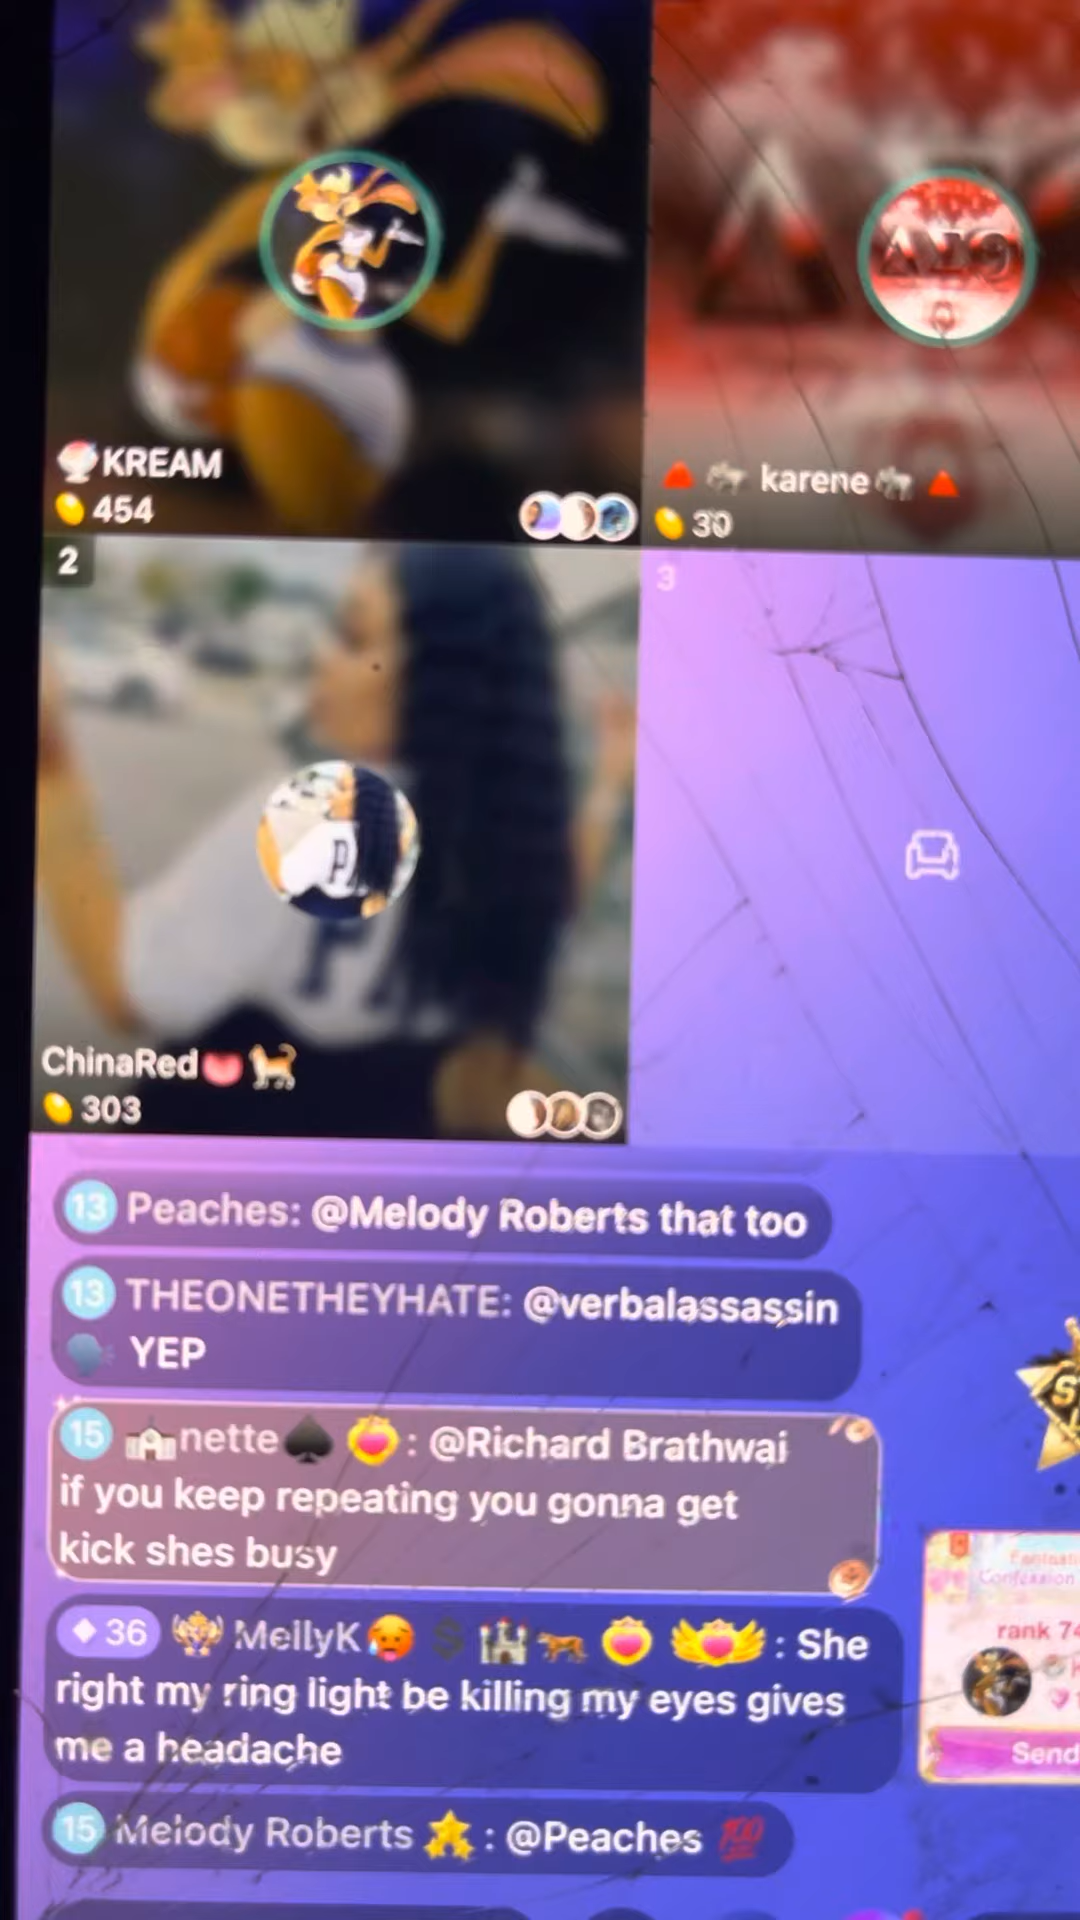 KREAM
454
karene
30
2
3
P
ChinaRed
303
13 Peaches: @Melody Roberts that too
13 THEONETHEYHATE: @verbalassassin
YEP
15 nette♠️: @Richard Brathwai
if you keep repeating you gonna get
kick shes busy
36 MellyK🥵 💲🏰🐅: She
right my ring light be killing my eyes gives
me a headache
rank 74
Send
15 Melody Roberts : @Peaches 💯